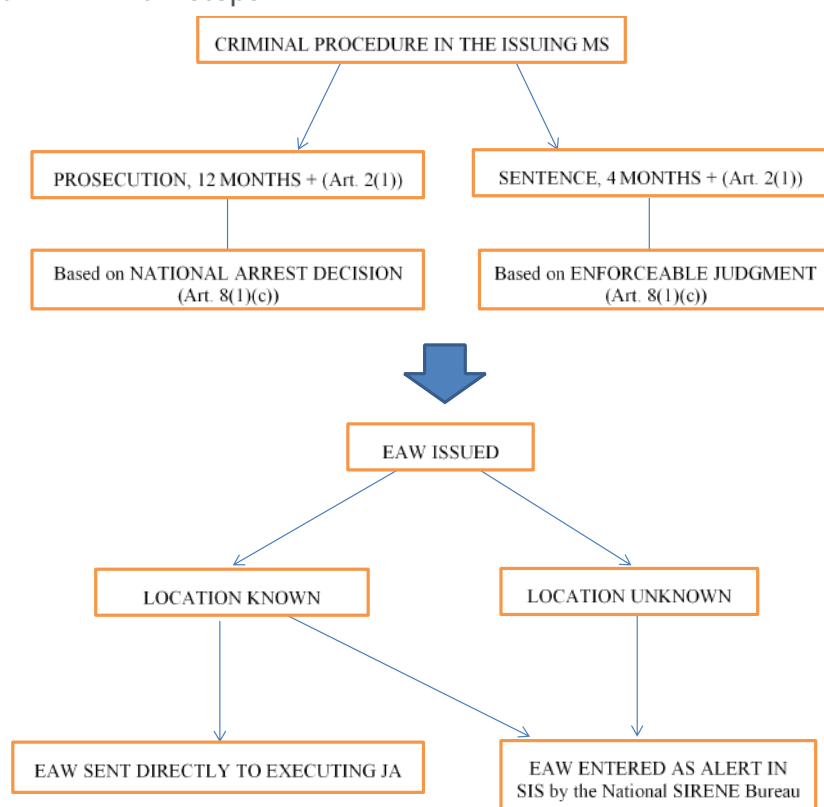 CRIMINAL PROCEDURE IN THE ISSUING MS
PROSECUTION, 12 MONTHS + (Art. 2(1))
SENTENCE, 4 MONTHS + (Art. 2(1))
Based on NATIONAL ARREST DECISION
(Art. 8(1)(c))
Based on ENFORCEABLE JUDGMENT
(Art. 8(1)(c))
EAW ISSUED
LOCATION KNOWN
LOCATION UNKNOWN
EAW SENT DIRECTLY TO EXECUTING JA
EAW ENTERED AS ALERT IN
SIS by the National SIRENE Bureau